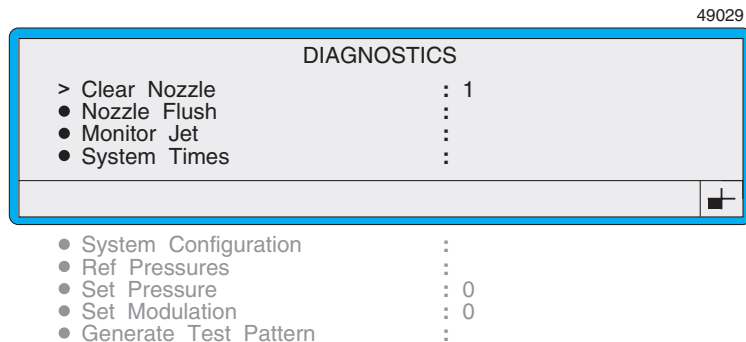 49029
DIAGNOSTICS
> Clear Nozzle : 1
● Nozzle Flush :
● Monitor Jet :
● System Times :
● System Configuration :
● Ref Pressures :
● Set Pressure : 0
● Set Modulation : 0
● Generate Test Pattern :